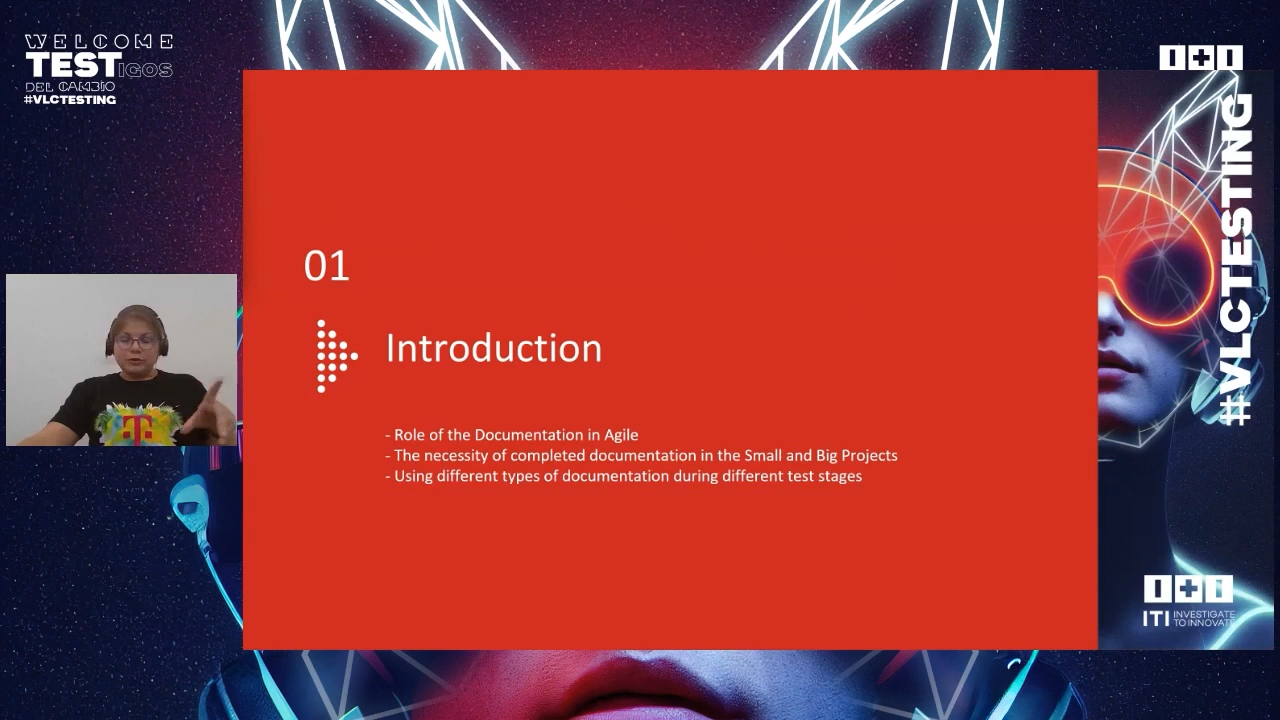 WELCOME
TESTIGOS
DEL CAMBIO
#VLCTESTING
01
Introduction
- Role of the Documentation in Agile
- The necessity of completed documentation in the Small and Big Projects
- Using different types of documentation during different test stages
T
I+I
#VLCTESTING
I+I
ITI INVESTIGATE
TO INNOVATE